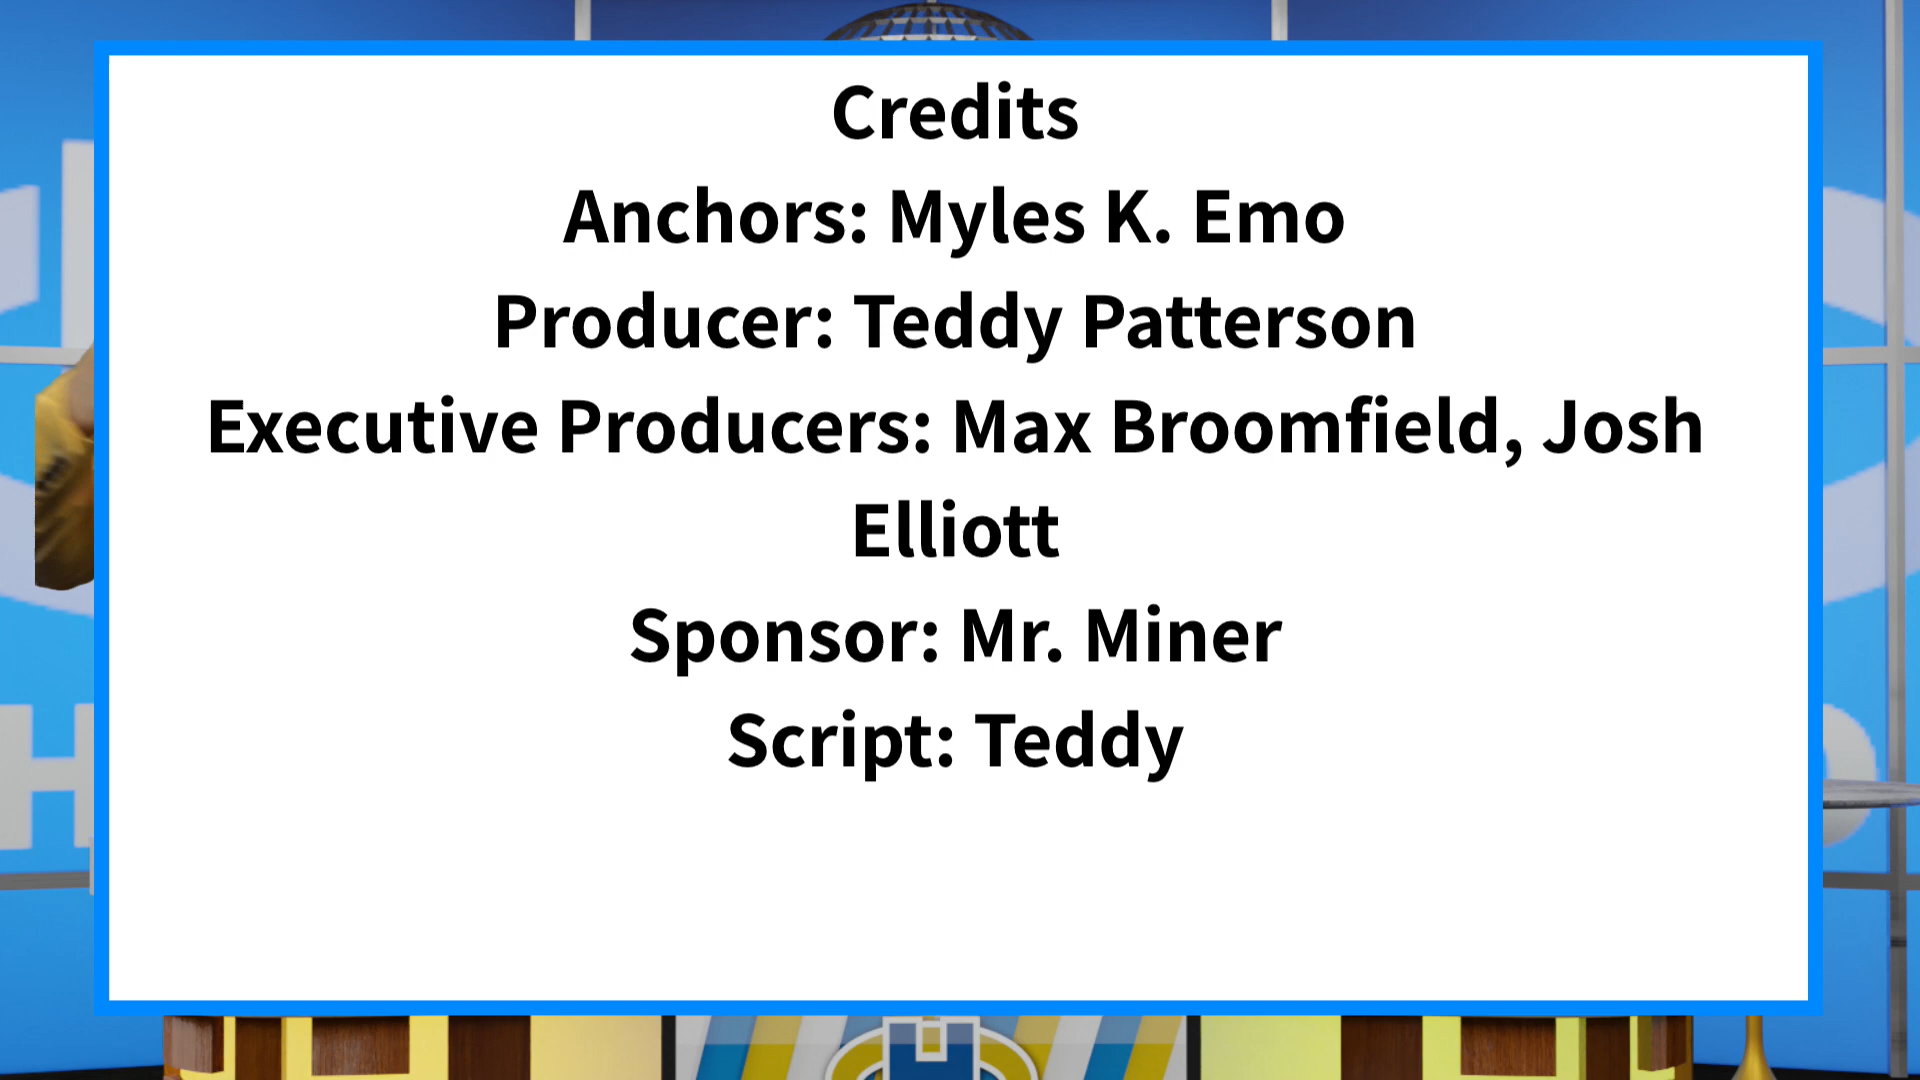 Credits
Anchors: Myles K. Emo
Producer: Teddy Patterson
Executive Producers: Max Broomfield, Josh
Elliott
Sponsor: Mr. Miner
Script: Teddy